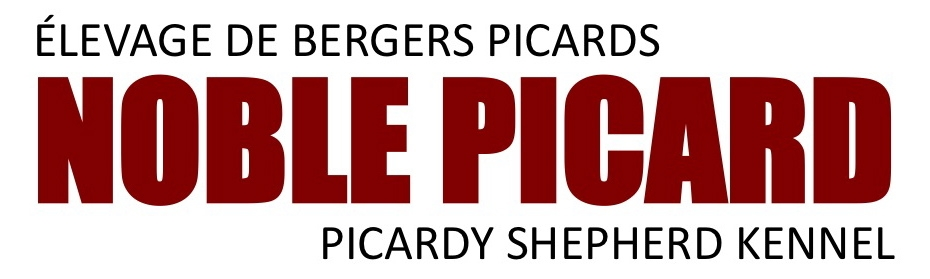 ÉLEVAGE DE BERGERS PICARDS
NOBLE PICARD
PICARDY SHEPHERD KENNEL